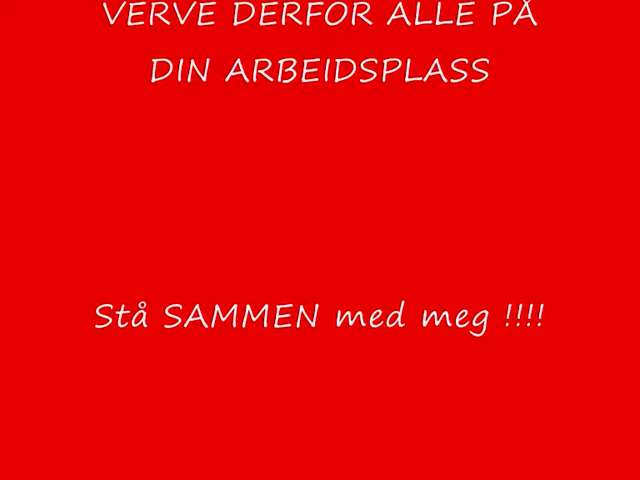 VERVE DERFOR ALLE PÅ
DIN ARBEIDSPLASS
Stå SAMMEN med meg !!!!